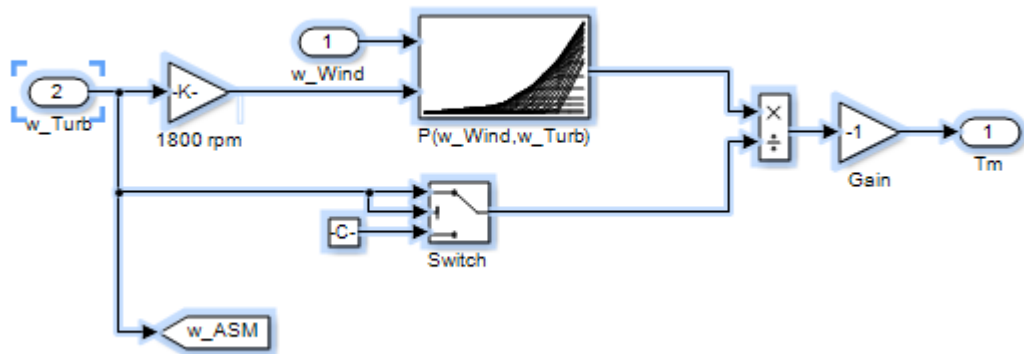 1
w_Wind
2
w_Turb
-K-
1800 rpm
P(w_Wind,w_Turb)
×
÷
-1
Gain
1
Tm
-C-
Switch
w_ASM